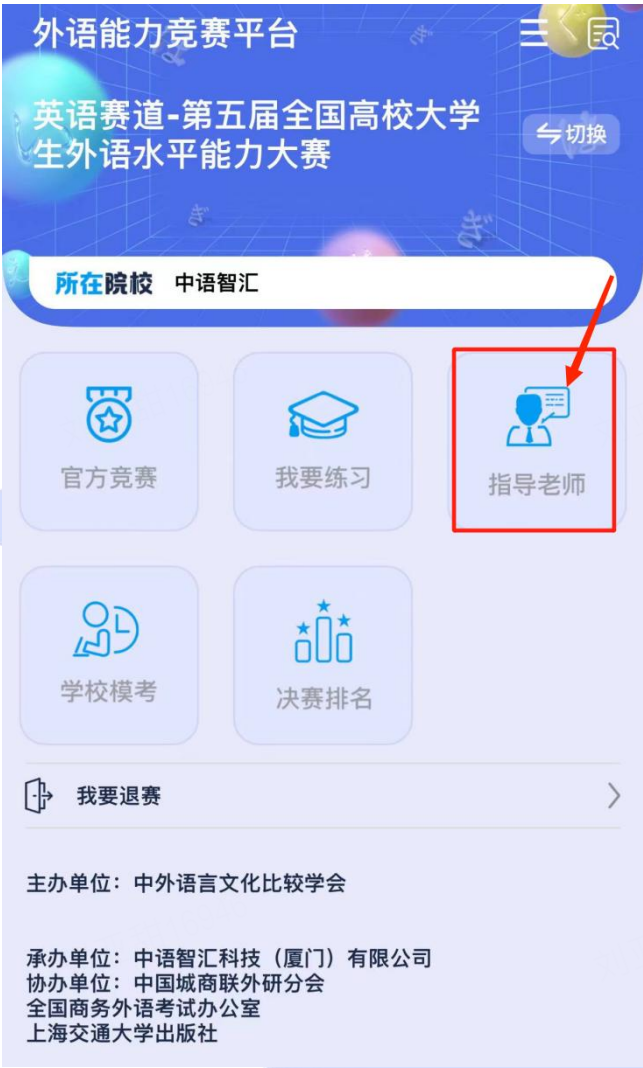 外语能力竞赛平台
英语赛道-第五届全国高校大学
生外语水平能力大赛
切换
所在院校 中语智汇
官方竞赛 我要练习 指导老师
学校模考 决赛排名
我要退赛
主办单位：中外语言文化比较学会
承办单位：中语智汇科技（厦门）有限公司
协办单位：中国城商联外研分会
全国商务外语考试办公室
上海交通大学出版社